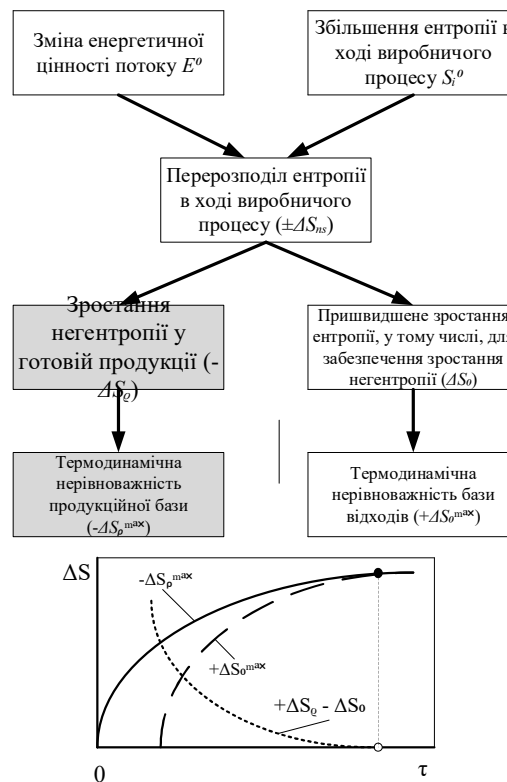 Зміна енергетичної
цінності потоку E⁰
Збільшення ентропії в
ході виробничого
процесу Sᵢ⁰
Перерозподіл ентропії
в ході виробничого
процесу (±ΔSₙₛ)
Зростання
негентропії у
готовій продукції (-
ΔSϱ)
Пришвидшене зростання
ентропії, у тому числі, для
забезпечення зростання
негентропії (ΔS₀)
Термодинамічна
нерівноважність
продукційної бази
(-ΔSρᵐᵃˣ)
Термодинамічна
нерівноважність бази
відходів (+ΔS₀ᵐᵃˣ)
ΔS
-ΔSρᵐᵃˣ
+ΔS₀ᵐᵃˣ
+ΔSϱ - ΔS₀
0
τ